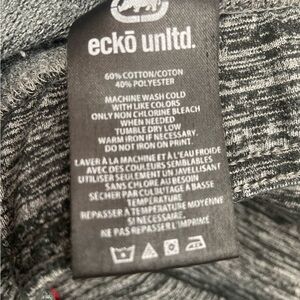 eckō unltd.
60% COTTON/COTON
40% POLYESTER
MACHINE WASH COLD
WITH LIKE COLORS
ONLY NON CHLORINE BLEACH
WHEN NEEDED
TUMBLE DRY LOW
WARM IRON IF NECESSARY
DO NOT IRON ON PRINT
LAVER À LA MACHINE ET À L'EAU FROIDE
AVEC DES COULEURS SEMBLABLES
UTILISER SEULEMENT UN JAVELLISANT
SANS CHLORE AU BESOIN
SÉCHER PAR CULBUTAGE À BASSE
TEMPÉRATURE
REPASSER À TEMPÉRATURE MOYENNE
SI NECESSAIRE.
NE PAS REPASSER L'IMPRIMÉ